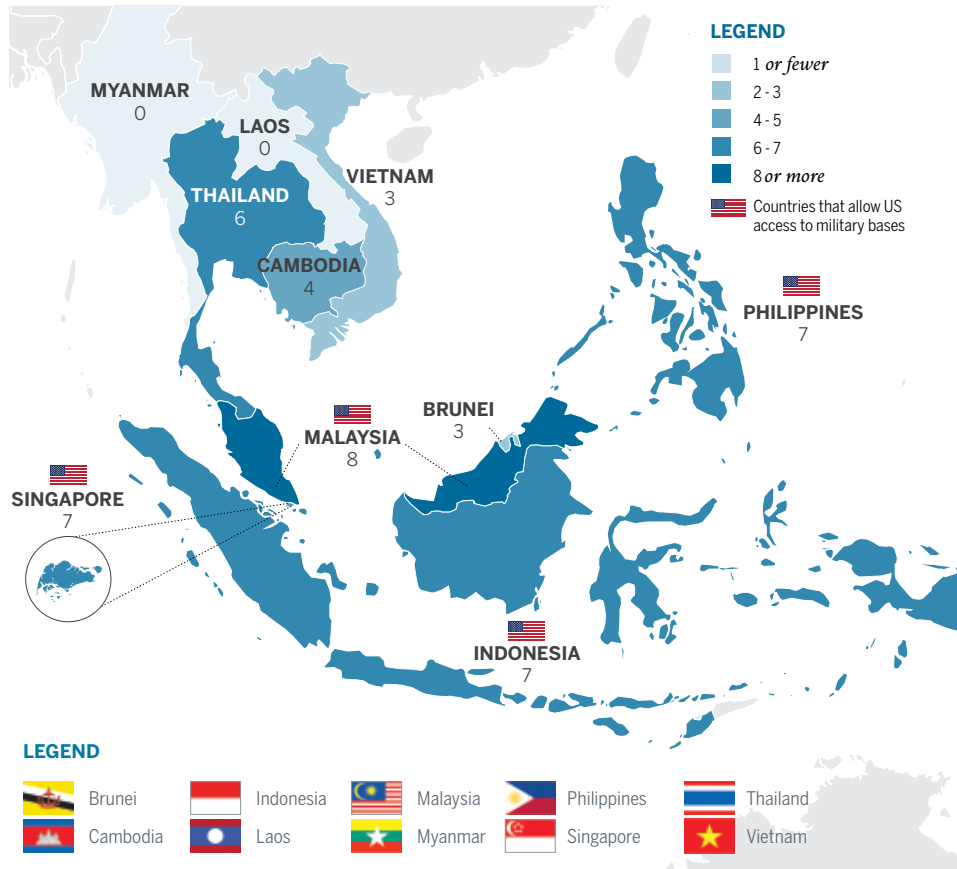 LEGEND
1 or fewer
2 - 3
4 - 5
6 - 7
8 or more
Countries that allow US
access to military bases
MYANMAR
0
LAOS
0
VIETNAM
3
THAILAND
6
CAMBODIA
4
PHILIPPINES
7
BRUNEI
3
MALAYSIA
8
SINGAPORE
7
INDONESIA
7
LEGEND
Brunei
Indonesia
Malaysia
Philippines
Thailand
Cambodia
Laos
Myanmar
Singapore
Vietnam